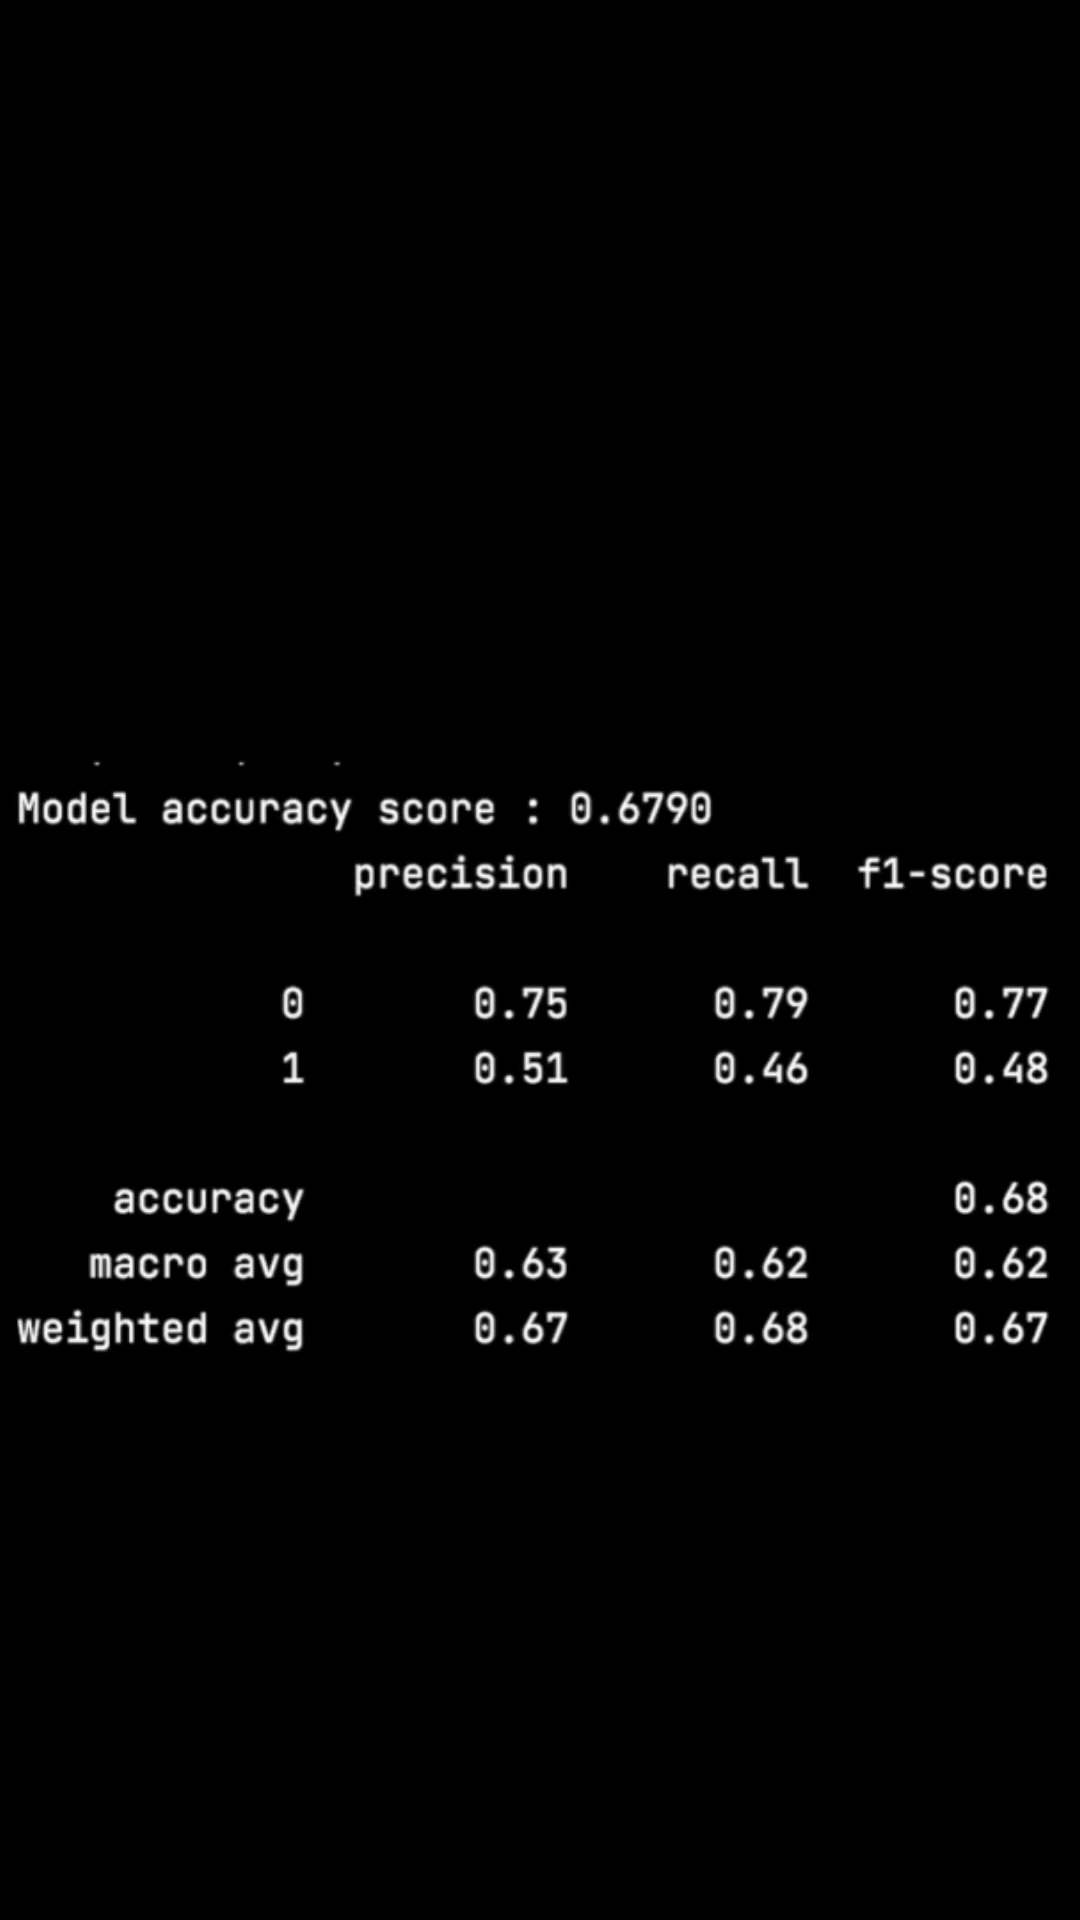 Model accuracy score : 0.6790
precision recall f1-score
0 0.75 0.79 0.77
1 0.51 0.46 0.48
accuracy 0.68
macro avg 0.63 0.62 0.62
weighted avg 0.67 0.68 0.67